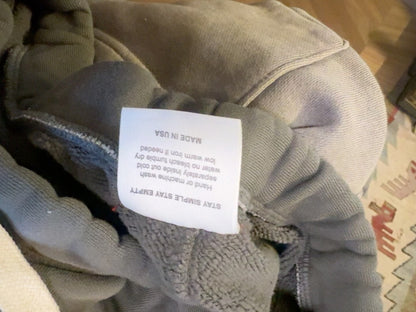 STAY SIMPLE STAY EMPTY
Hand or machine wash
separately inside out cold
water no bleach tumble dry
low warm iron if needed
MADE IN USA